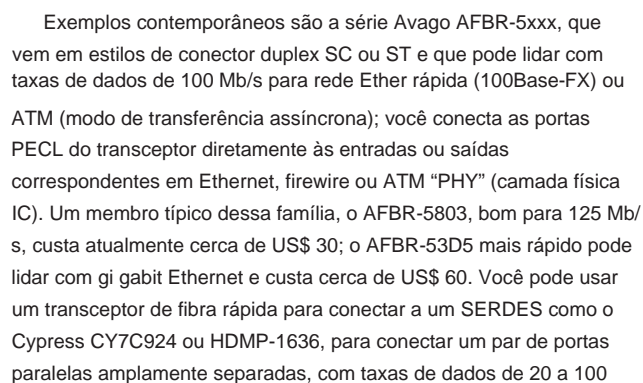 Exemplos contemporâneos são a série Avago AFBR-5xxx, que
vem em estilos de conector duplex SC ou ST e que pode lidar com
taxas de dados de 100 Mb/s para rede Ether rápida (100Base-FX) ou
ATM (modo de transferência assíncrona); você conecta as portas
PECL do transceptor diretamente às entradas ou saídas
correspondentes em Ethernet, firewire ou ATM “PHY” (camada física
IC). Um membro típico dessa família, o AFBR-5803, bom para 125 Mb/
s, custa atualmente cerca de US$ 30; o AFBR-53D5 mais rápido pode
lidar com gi gabit Ethernet e custa cerca de US$ 60. Você pode usar
um transceptor de fibra rápida para conectar a um SERDES como o
Cypress CY7C924 ou HDMP-1636, para conectar um par de portas
paralelas amplamente separadas, com taxas de dados de 20 a 100